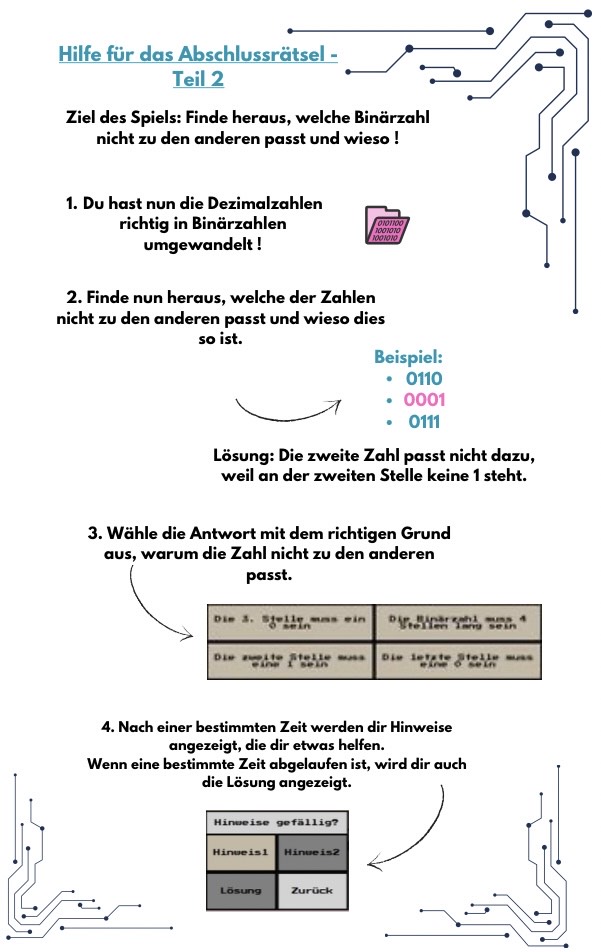 Hilfe für das Abschlussrätsel -
Teil 2
Ziel des Spiels: Finde heraus, welche Binärzahl
nicht zu den anderen passt und wieso !
1. Du hast nun die Dezimalzahlen
richtig in Binärzahlen
umgewandelt !
0101100
1001010
1001010
2. Finde nun heraus, welche der Zahlen
nicht zu den anderen passt und wieso dies
so ist.
Beispiel:
• 0110
• 0001
• 0111
Lösung: Die zweite Zahl passt nicht dazu,
weil an der zweiten Stelle keine 1 steht.
3. Wähle die Antwort mit dem richtigen Grund
aus, warum die Zahl nicht zu den anderen
passt.
Die 3. Stelle muss ein
0 sein
Die Binärzahl muss 4
Stellen lang sein
Die zweite Stelle muss
eine 1 sein
Die letzte Stelle muss
eine 0 sein
4. Nach einer bestimmten Zeit werden dir Hinweise
angezeigt, die dir etwas helfen.
Wenn eine bestimmte Zeit abgelaufen ist, wird dir auch
die Lösung angezeigt.
Hinweise gefällig?
Hinweis1
Hinweis2
Lösung
Zurück